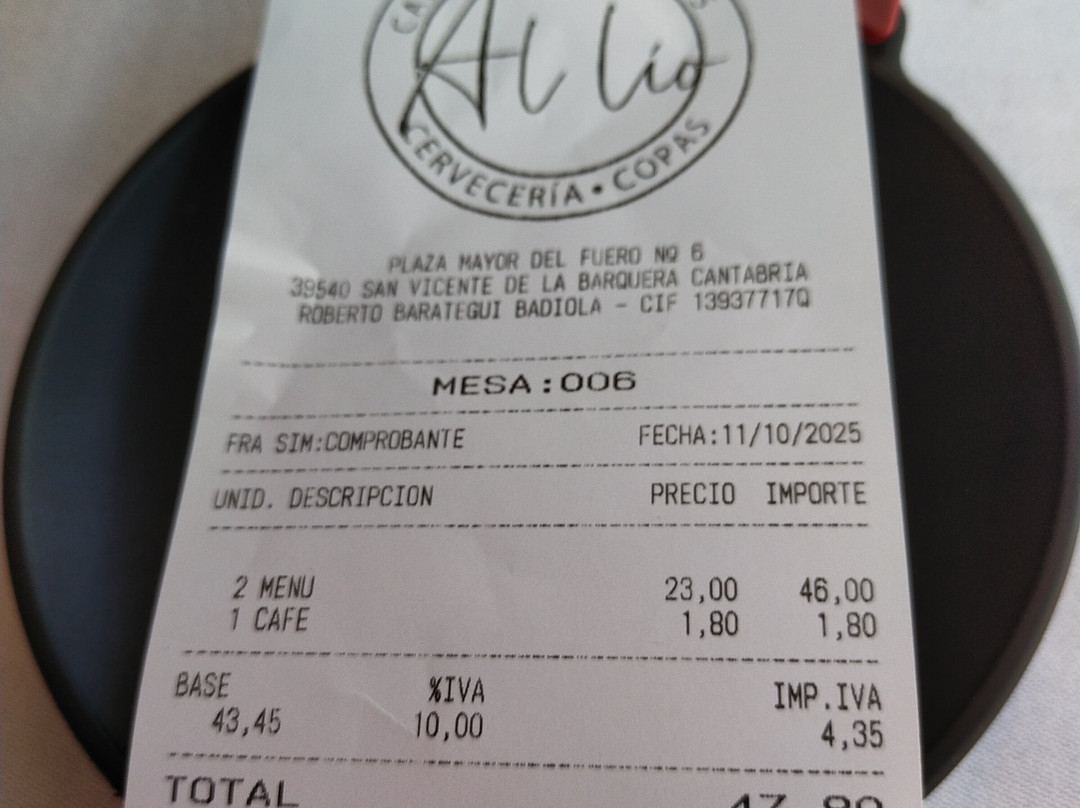 Al lío
CERVECERÍA • COPAS
PLAZA MAYOR DEL FUERO Nº 6
39540 SAN VICENTE DE LA BARQUERA CANTABRIA
ROBERTO BARATEGUI BADIOLA - CIF 13937717Q
MESA:006
FRA SIM:COMPROBANTE FECHA:11/10/2025
UNID. DESCRIPCION PRECIO IMPORTE
2 MENU 23,00 46,00
1 CAFE 1,80 1,80
BASE %IVA IMP.IVA
43,45 10,00 4,35
TOTAL 47,80